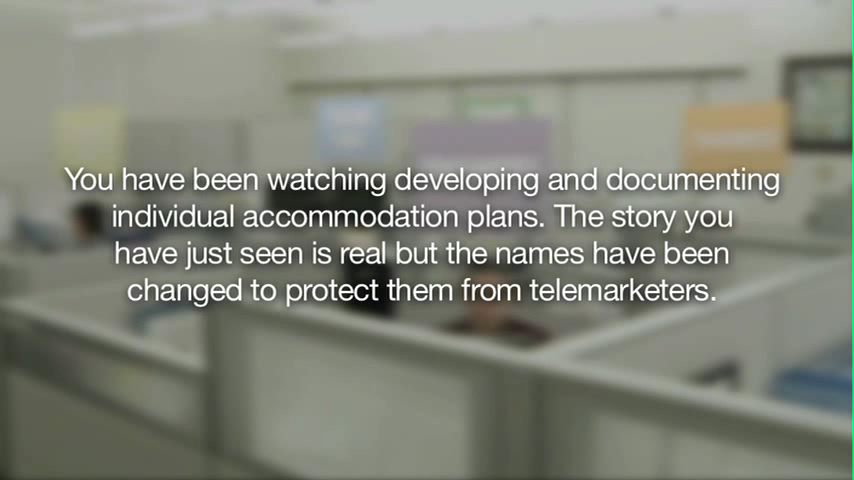 You have been watching developing and documenting
individual accommodation plans. The story you
have just seen is real but the names have been
changed to protect them from telemarketers.